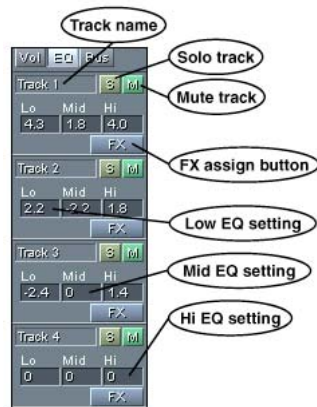 Track name
Vol EQ Bus
Solo track
Track 1 S M
Mute track
Lo Mid Hi
4.3 1.8 4.0
FX
FX assign button
Track 2 S M
Lo Mid Hi
2.2 -2.2 1.8
Low EQ setting
FX
Track 3 S M
Mid EQ setting
Lo Mid Hi
-2.4 0 1.4
FX
Hi EQ setting
Track 4 S M
Lo Mid Hi
0 0 0
FX